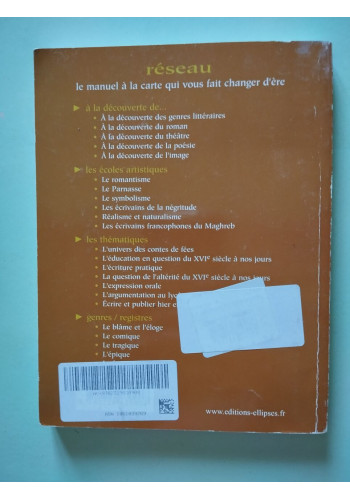 réseau
le manuel à la carte qui vous fait changer d'ère
à la découverte de...
À la découverte des genres littéraires
À la découverte du roman
À la découverte du théâtre
À la découverte de la poésie
À la découverte de l'image
les écoles artistiques
Le romantisme
Le Parnasse
Le symbolisme
Les écrivains de la négritude
Réalisme et naturalisme
Les écrivains francophones du Maghreb
les thématiques
L'univers des contes de fées
L'éducation en question du XVIe siècle à nos jours
L'écriture pratique
La question de l'altérité du XVIe siècle à nos jours
L'expression orale
L'argumentation au
Écrire et publier hier e
genres / registres
Le blâme et l'éloge
Le comique
Le tragique
L'épique
www.editions-ellipses.fr